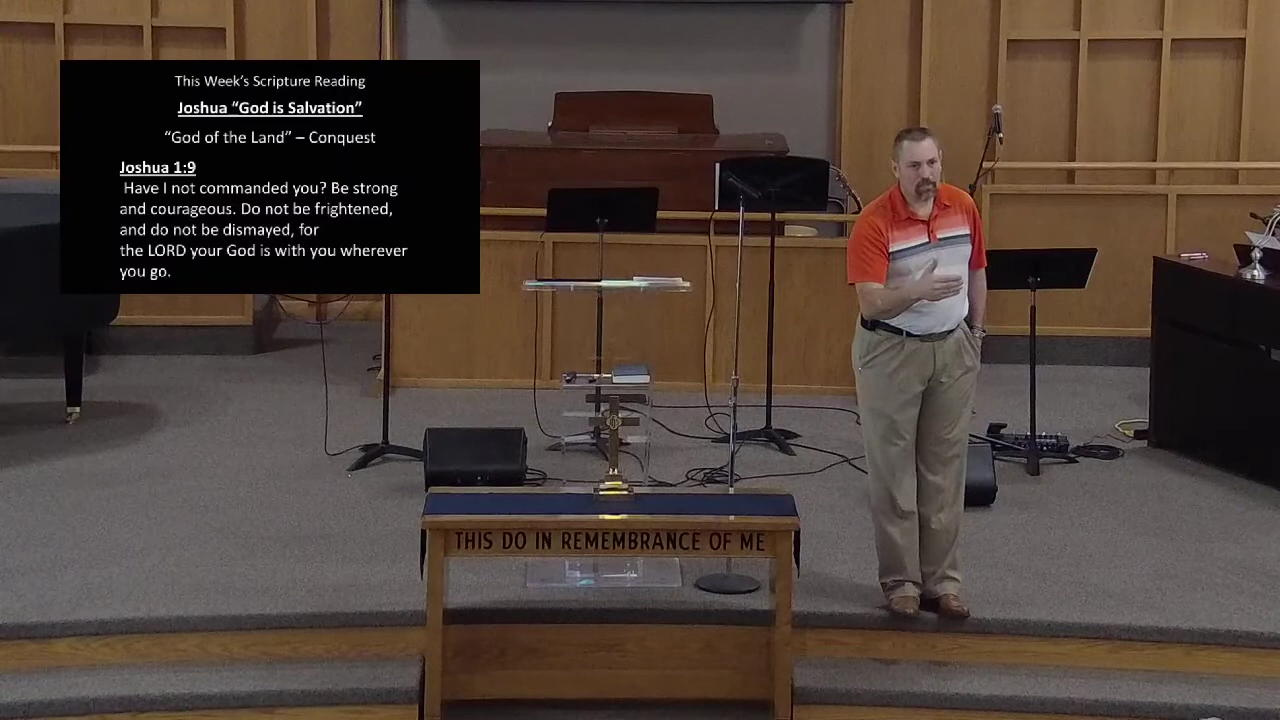 This Week's Scripture Reading
Joshua “God is Salvation”
“God of the Land” – Conquest
Joshua 1:9
Have I not commanded you? Be strong
and courageous. Do not be frightened,
and do not be dismayed, for
the LORD your God is with you wherever
you go.
THIS DO IN REMEMBRANCE OF ME